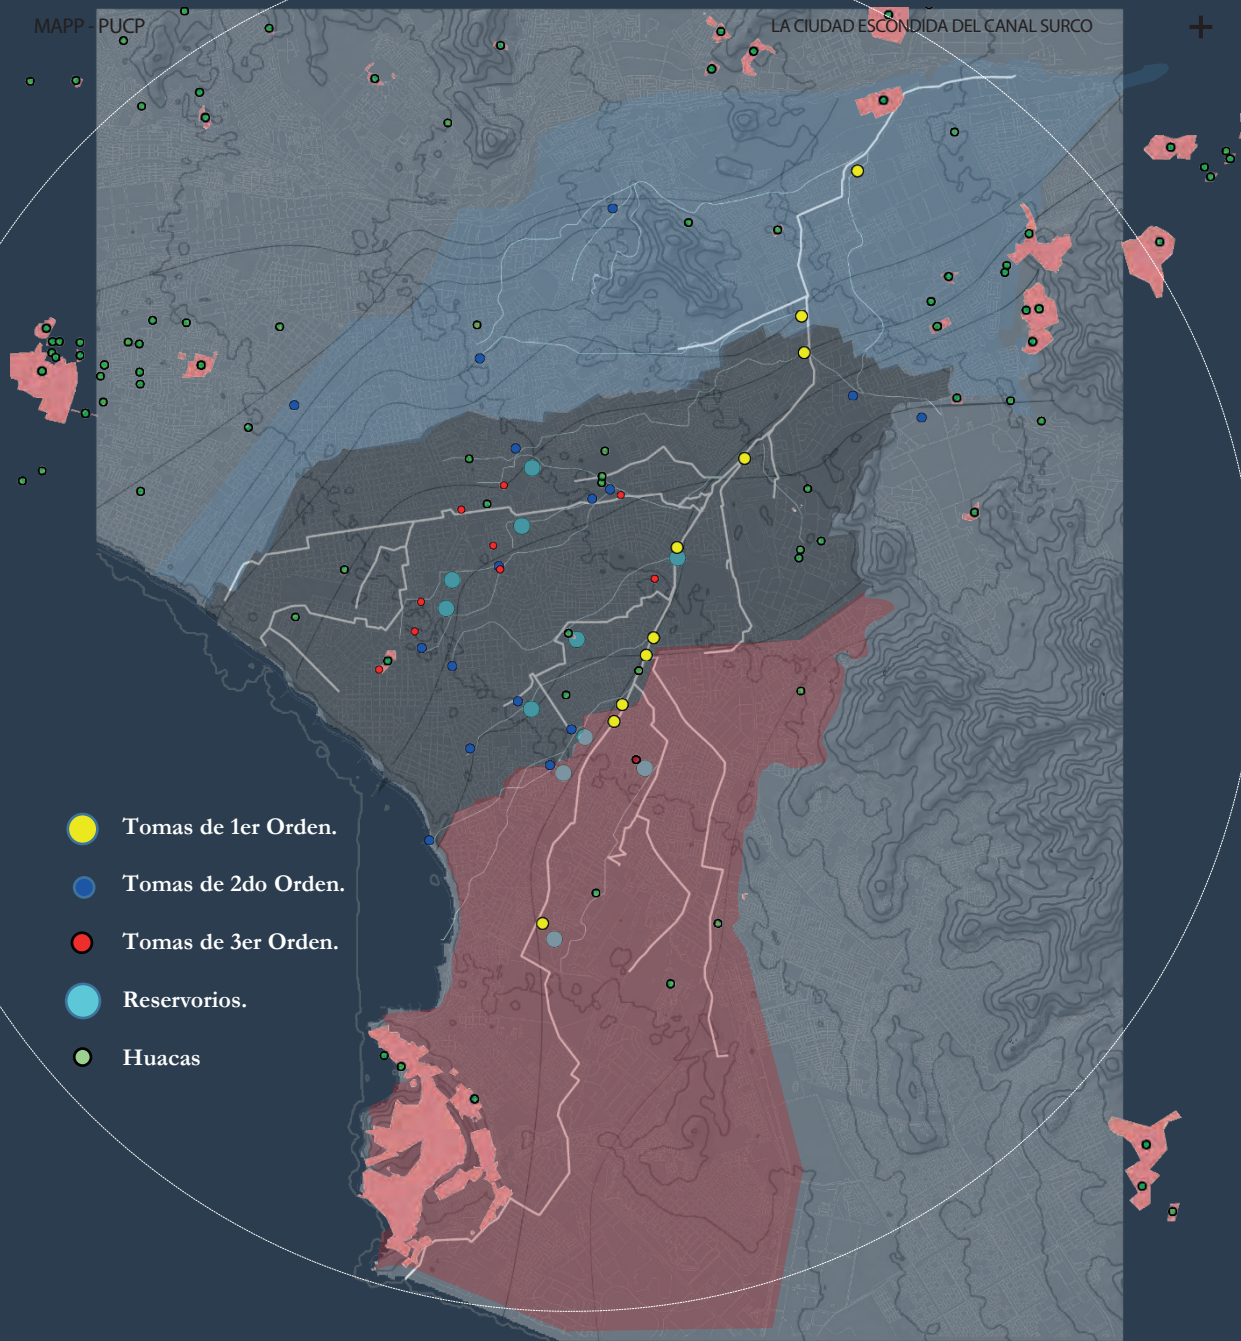 MAPP - PUCP
LA CIUDAD ESCONDIDA DEL CANAL SURCO
+
Tomas de 1er Orden.
Tomas de 2do Orden.
Tomas de 3er Orden.
Reservorios.
Huacas